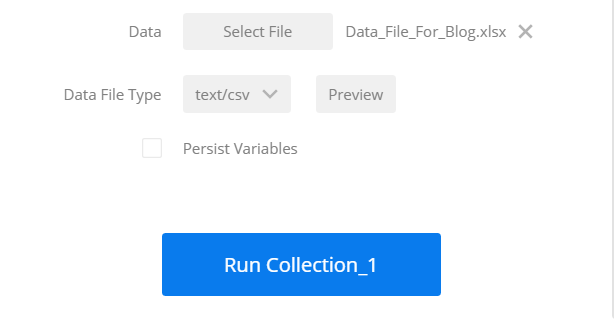 Data Select File Data_File_For_Blog.xlsx
Data File Type text/csv Preview
Persist Variables
Run Collection_1